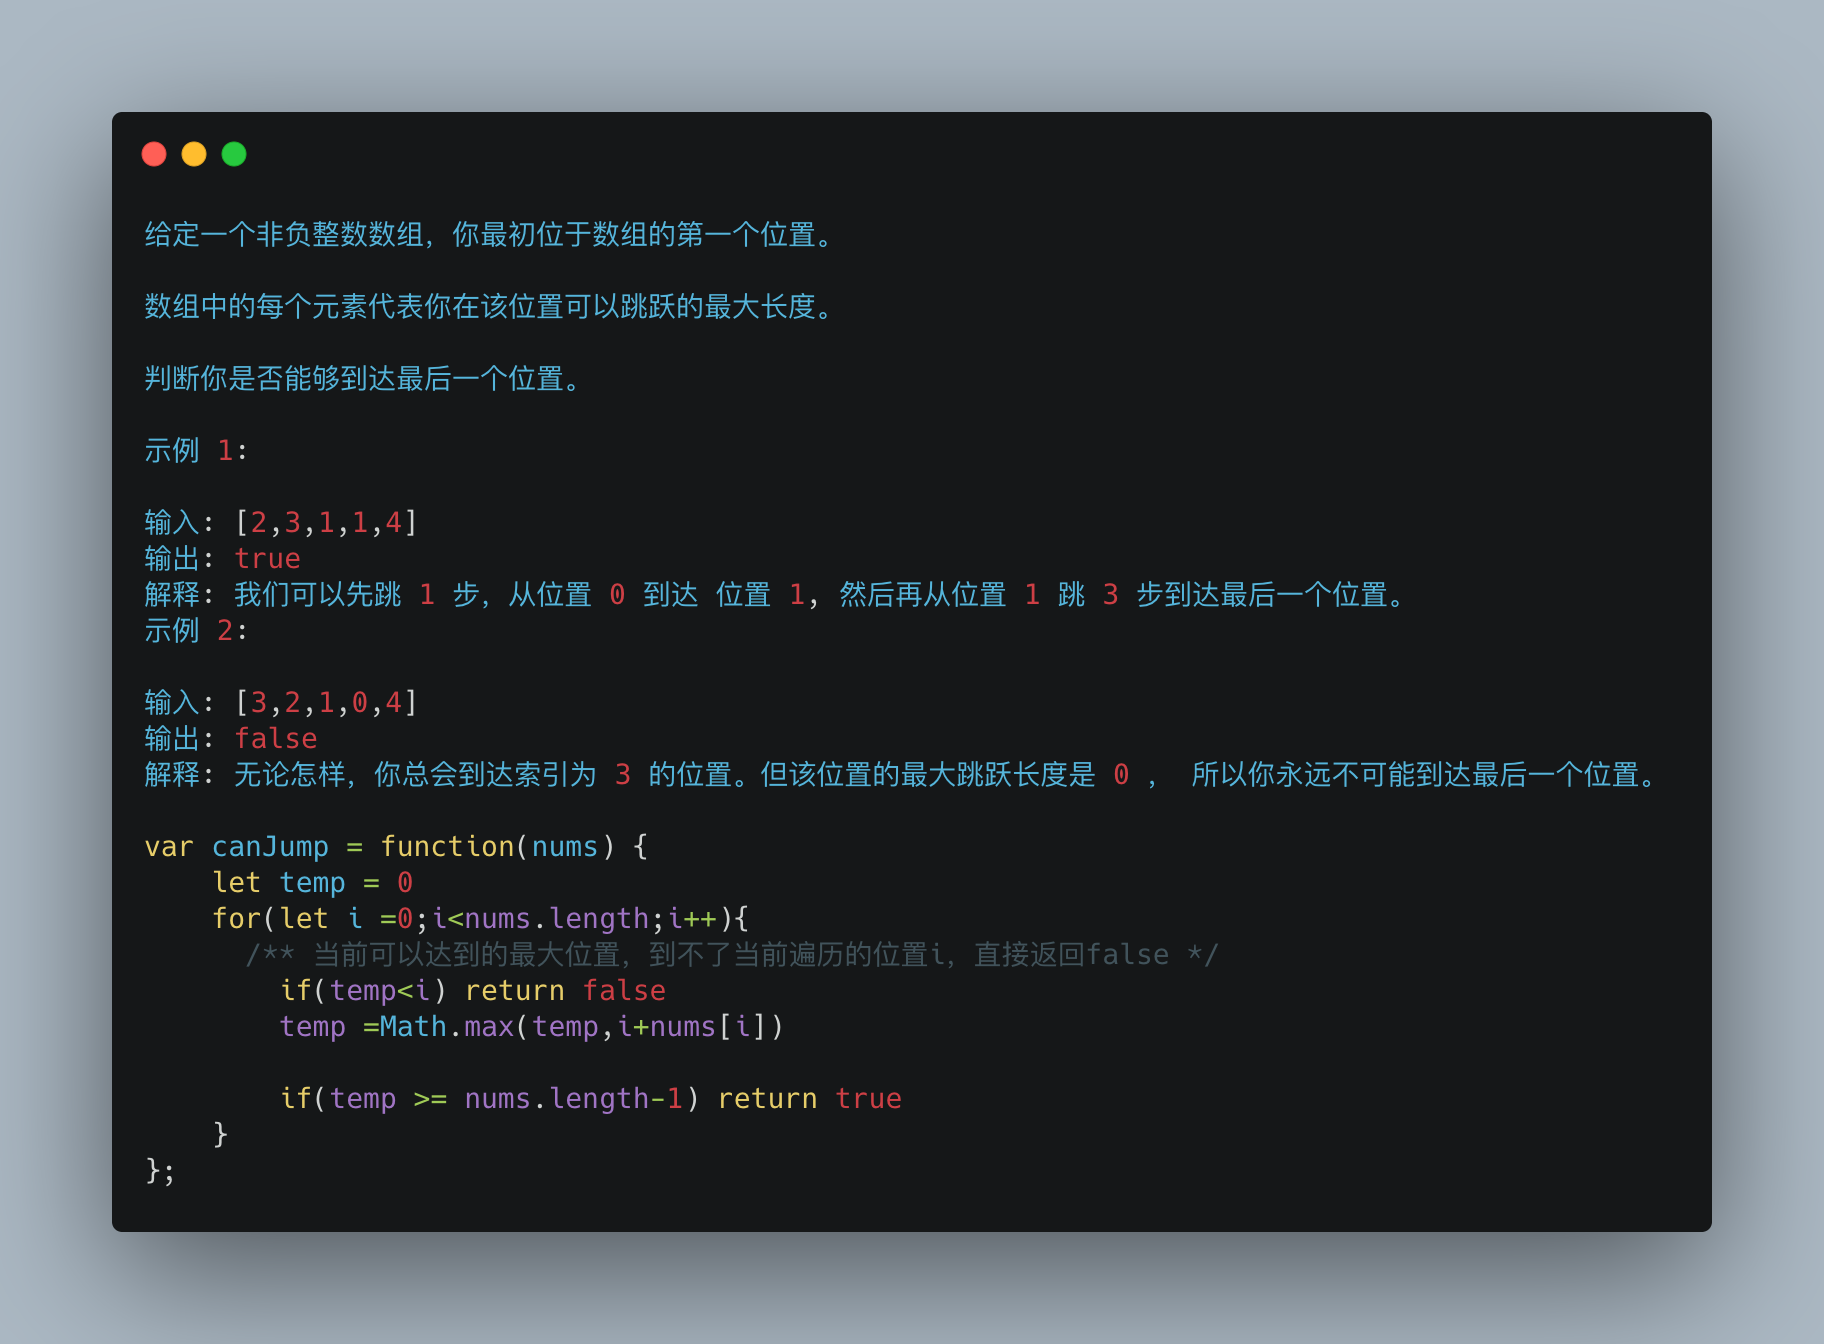 给定一个非负整数数组，你最初位于数组的第一个位置。
数组中的每个元素代表你在该位置可以跳跃的最大长度。
判断你是否能够到达最后一个位置。
示例 1:
输入: [2,3,1,1,4]
输出: true
解释: 我们可以先跳 1 步，从位置 0 到达 位置 1, 然后再从位置 1 跳 3 步到达最后一个位置。
示例 2:
输入: [3,2,1,0,4]
输出: false
解释: 无论怎样，你总会到达索引为 3 的位置。但该位置的最大跳跃长度是 0 ， 所以你永远不可能到达最后一个位置。
var canJump = function(nums) {
    let temp = 0
    for(let i =0;i<nums.length;i++){
      /** 当前可以达到的最大位置，到不了当前遍历的位置i，直接返回false */
        if(temp<i) return false
        temp =Math.max(temp,i+nums[i])
        if(temp >= nums.length-1) return true
    }
};